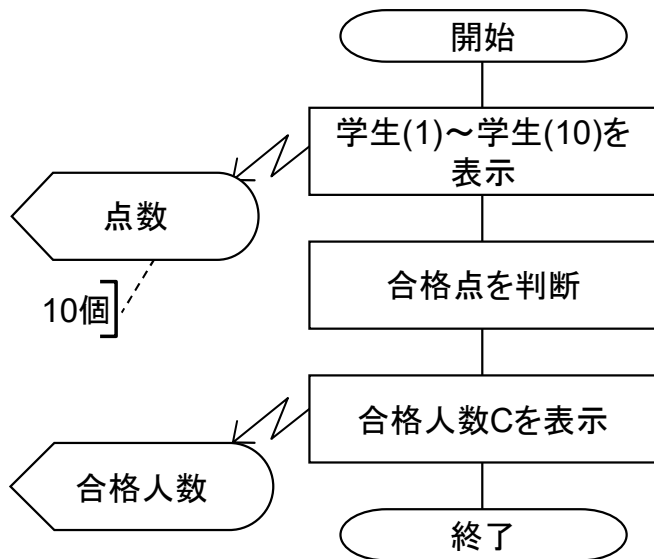 開始
学生(1)～学生(10)を
表示
点数
10個
合格点を判断
合格人数Cを表示
合格人数
終了